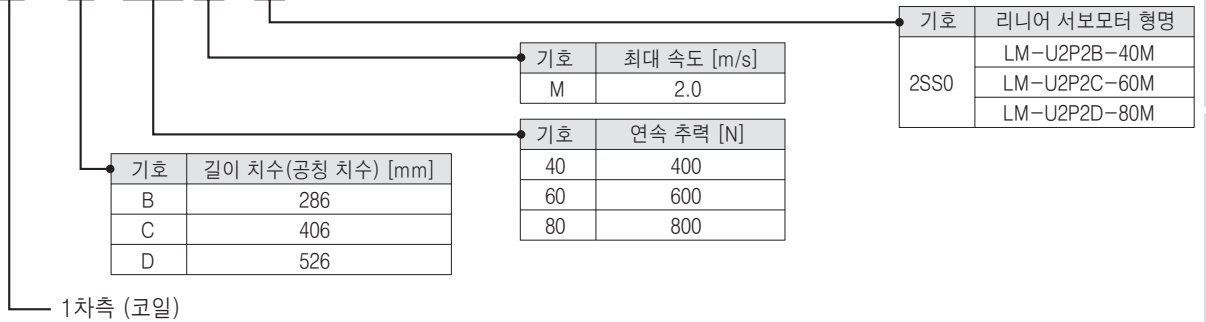 기호 리니어 서보모터 형명
2SS0 LM-U2P2B-40M
LM-U2P2C-60M
LM-U2P2D-80M
기호 최대 속도 [m/s]
M 2.0
기호 연속 추력 [N]
40 400
60 600
80 800
기호 길이 치수(공칭 치수) [mm]
B 286
C 406
D 526
1차측 (코일)